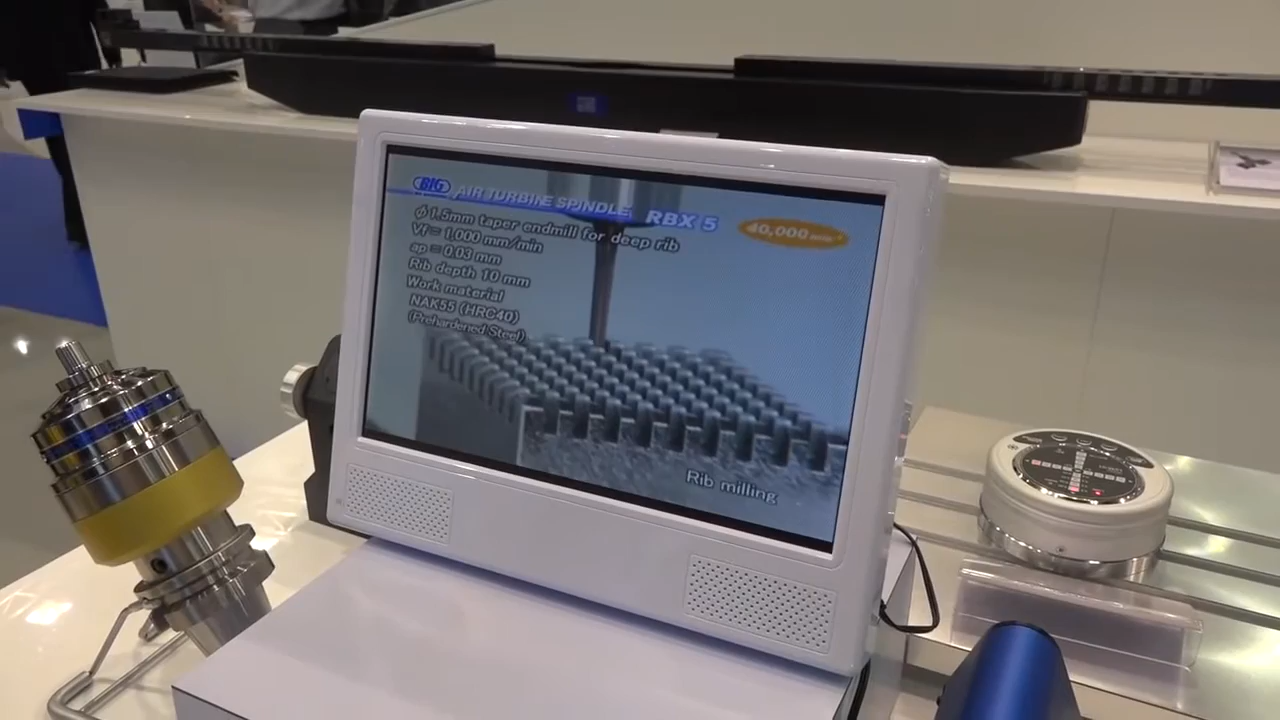 BIG AIR TURBINE SPINDLE RBX 5
40,000 min⁻¹
φ1.5mm taper endmill for deep rib
Vf = 1,000 mm/min
ap = 0.03 mm
Rib depth 10 mm
Work material
NAK55 (HRC40)
(Prehardened Steel)
Rib milling